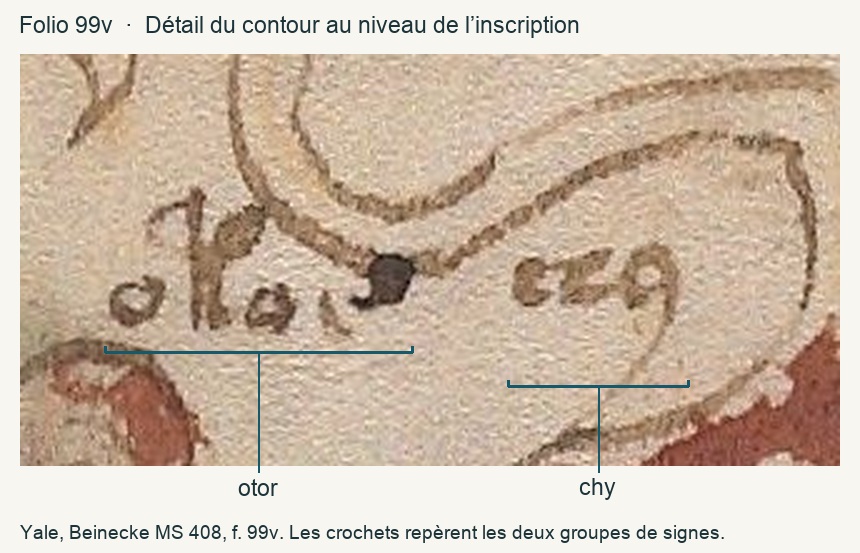 Folio 99v · Détail du contour au niveau de l’inscription
otor chy
Yale, Beinecke MS 408, f. 99v. Les crochets repèrent les deux groupes de signes.